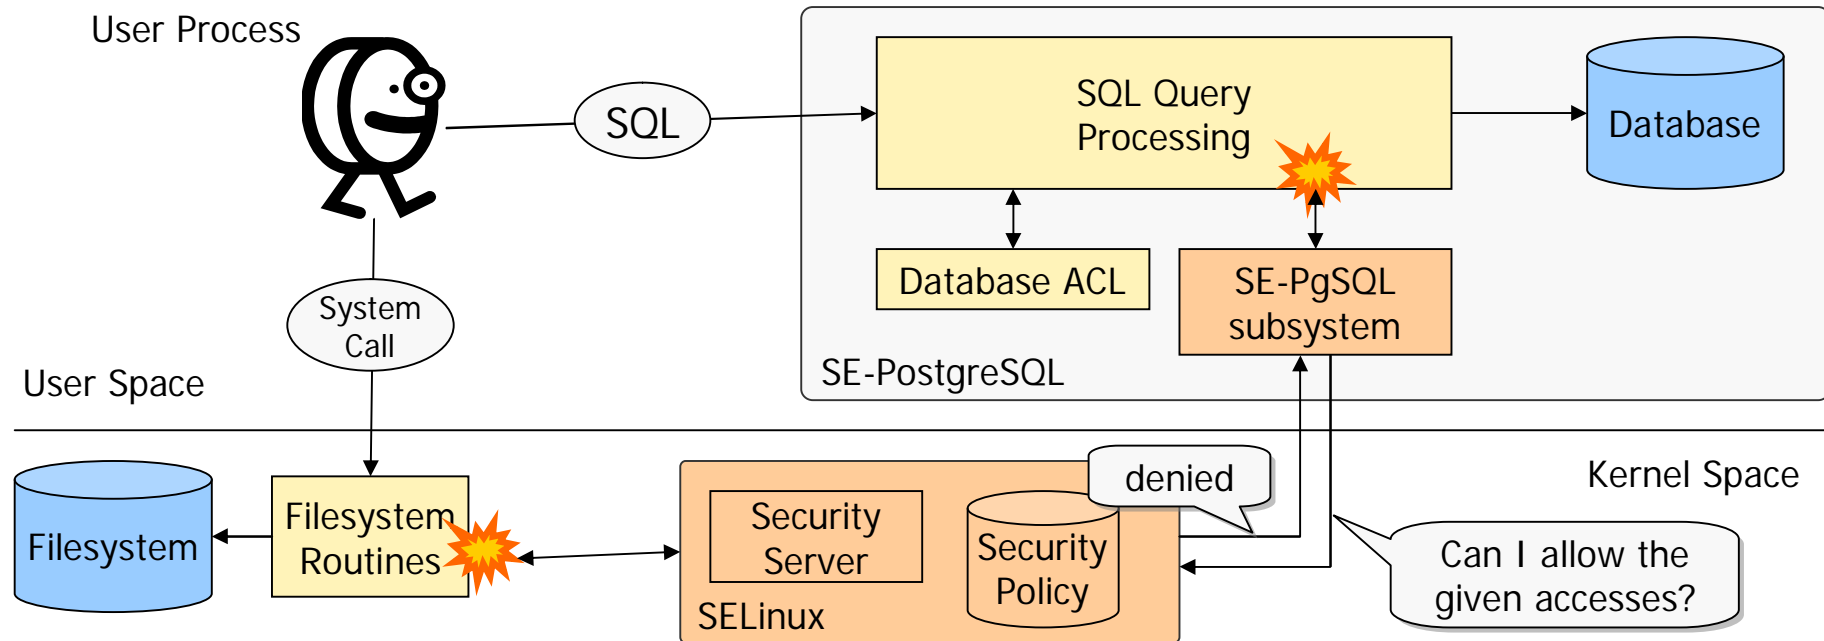 User Process
SQL
SQL Query
Processing
Database
Database ACL
SE-PgSQL
subsystem
System
Call
SE-PostgreSQL
User Space
Kernel Space
denied
Filesystem
Filesystem
Routines
Security
Server
Security
Policy
SELinux
Can I allow the
given accesses?